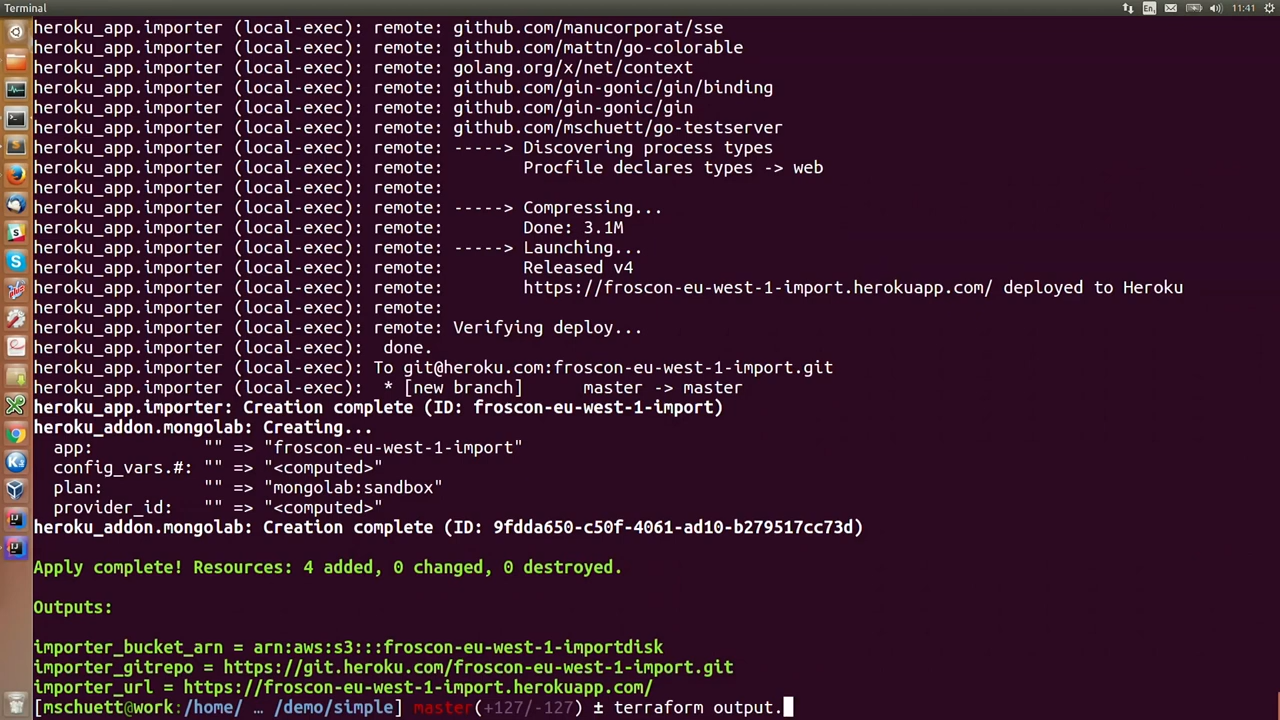 Terminal
En
11:41
heroku_app.importer (local-exec): remote: github.com/manucorporat/sse
heroku_app.importer (local-exec): remote: github.com/mattn/go-colorable
heroku_app.importer (local-exec): remote: golang.org/x/net/context
heroku_app.importer (local-exec): remote: github.com/gin-gonic/gin/binding
heroku_app.importer (local-exec): remote: github.com/gin-gonic/gin
heroku_app.importer (local-exec): remote: github.com/mschuett/go-testserver
heroku_app.importer (local-exec): remote: -----> Discovering process types
heroku_app.importer (local-exec): remote:        Procfile declares types -> web
heroku_app.importer (local-exec): remote:
heroku_app.importer (local-exec): remote: -----> Compressing...
heroku_app.importer (local-exec): remote:        Done: 3.1M
heroku_app.importer (local-exec): remote: -----> Launching...
heroku_app.importer (local-exec): remote:        Released v4
heroku_app.importer (local-exec): remote:        https://froscon-eu-west-1-import.herokuapp.com/ deployed to Heroku
heroku_app.importer (local-exec): remote:
heroku_app.importer (local-exec): remote: Verifying deploy...
heroku_app.importer (local-exec):  done.
heroku_app.importer (local-exec): To git@heroku.com:froscon-eu-west-1-import.git
heroku_app.importer (local-exec):  * [new branch]      master -> master
heroku_app.importer: Creation complete (ID: froscon-eu-west-1-import)
heroku_addon.mongolab: Creating...
  app:           "" => "froscon-eu-west-1-import"
  config_vars.#: "" => "<computed>"
  plan:          "" => "mongolab:sandbox"
  provider_id:   "" => "<computed>"
heroku_addon.mongolab: Creation complete (ID: 9fdda650-c50f-4061-ad10-b279517cc73d)
Apply complete! Resources: 4 added, 0 changed, 0 destroyed.
Outputs:
importer_bucket_arn = arn:aws:s3:::froscon-eu-west-1-importdisk
importer_gitrepo = https://git.heroku.com/froscon-eu-west-1-import.git
importer_url = https://froscon-eu-west-1-import.herokuapp.com/
[mschuett@work:/home/ … /demo/simple] master(+127/-127) ± terraform output.